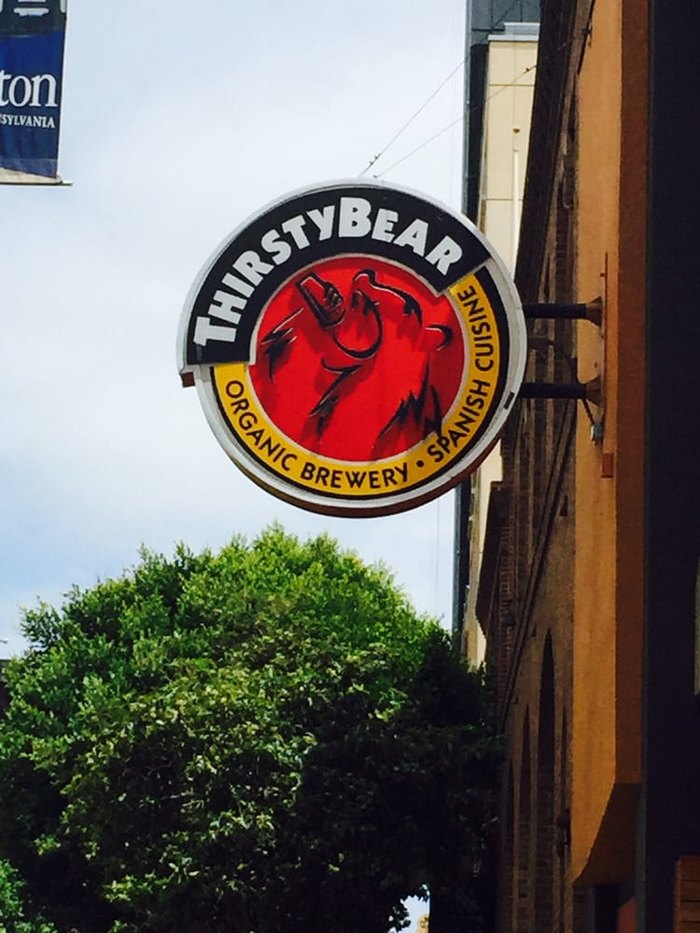 ton
SYLVANIA
THIRSTYBEAR
ORGANIC BREWERY • SPANISH CUISINE